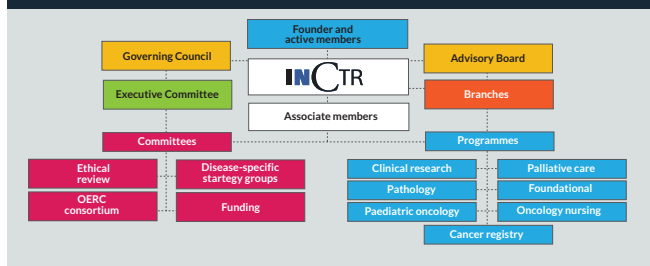 Founder and
active members
Governing Council
Advisory Board
INCTR
Executive Committee
Branches
Associate members
Committees
Programmes
Ethical
review
Disease-specific
startegy groups
OERC
consortium
Funding
Clinical research
Palliative care
Pathology
Foundational
Paediatric oncology
Oncology nursing
Cancer registry